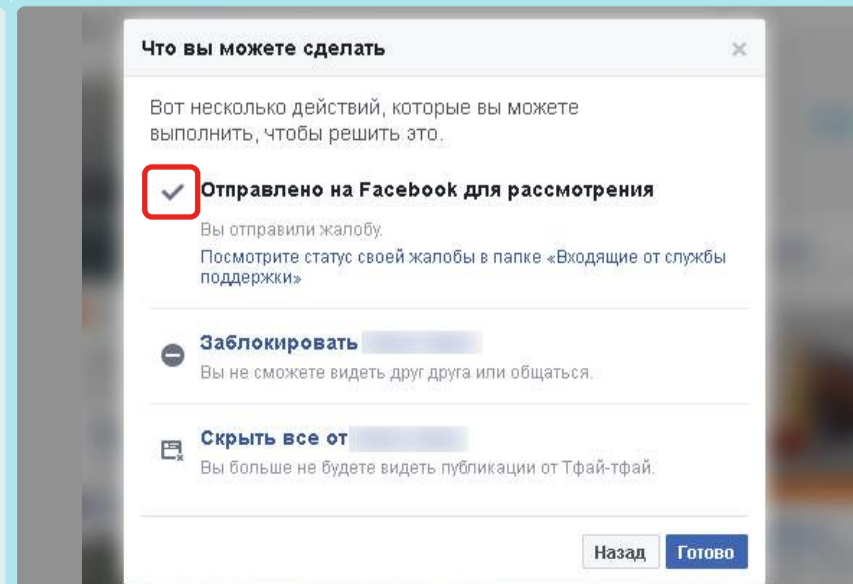 Что вы можете сделать
Вот несколько действий, которые вы можете
выполнить, чтобы решить это.
Отправлено на Facebook для рассмотрения
Вы отправили жалобу.
Посмотрите статус своей жалобы в папке «Входящие от службы
поддержки»
Заблокировать
Вы не сможете видеть друг друга или общаться.
Скрыть все от
Вы больше не будете видеть публикации от Тфай-тфай.
Назад
Готово